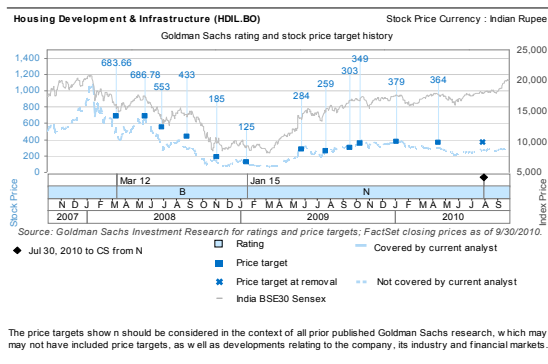 Housing Development & Infrastructure (HDIL.BO) Stock Price Currency : Indian Rupee
Goldman Sachs rating and stock price target history
349
683.66 433 303
686.78 259 379 364
553 185 284
125
1,400 25,000
1,200 20,000
1,000
800 15,000
600
400 10,000
200
0 5,000
Stock Price
Index Price
Mar 12 Jan 15
B N
N D J F M A M J J A S O N D J F M A M J J A S O N D J F M A M J J A S
2007 2008 2009 2010
Source: Goldman Sachs Investment Research for ratings and price targets; FactSet closing prices as of 9/30/2010.
Jul 30, 2010 to CS from N
Rating Covered by current analyst
Price target
Price target at removal Not covered by current analyst
India BSE30 Sensex
The price targets shown should be considered in the context of all prior published Goldman Sachs research, which may
may not have included price targets, as well as developments relating to the company, its industry and financial markets.